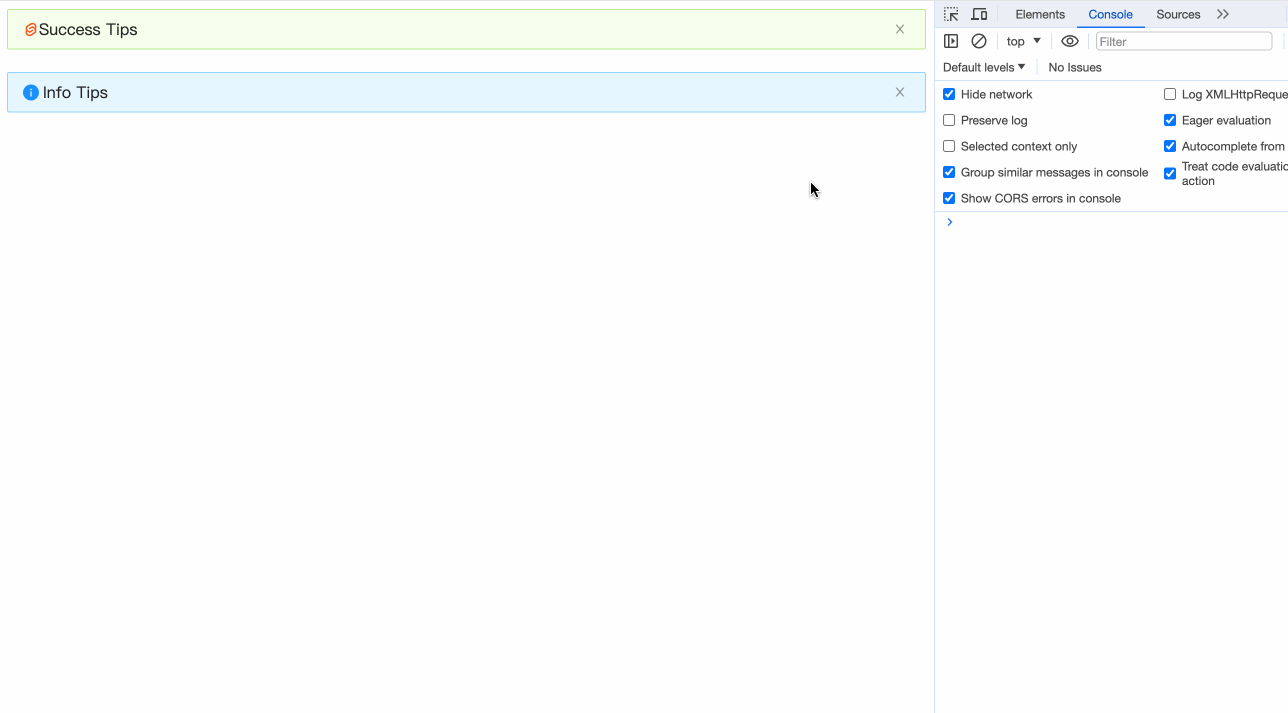 Success Tips
Info Tips
Elements Console Sources
top Filter
Default levels No Issues
Hide network Log XMLHttpReque
Preserve log Eager evaluation
Selected context only Autocomplete from
Group similar messages in console Treat code evaluatio
action
Show CORS errors in console